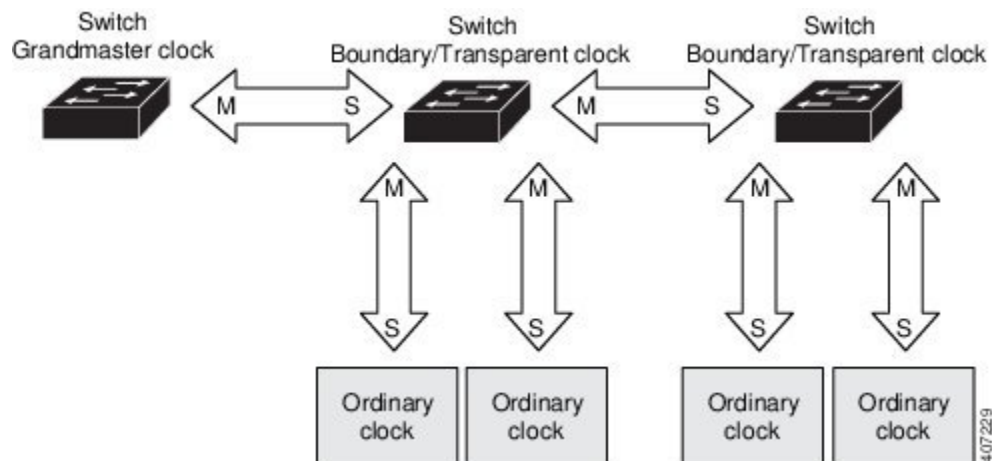 Switch
Grandmaster clock
Switch
Boundary/Transparent clock
Switch
Boundary/Transparent clock
M
S
M
S
M
M
M
M
S
S
S
S
Ordinary
clock
Ordinary
clock
Ordinary
clock
Ordinary
clock
407229